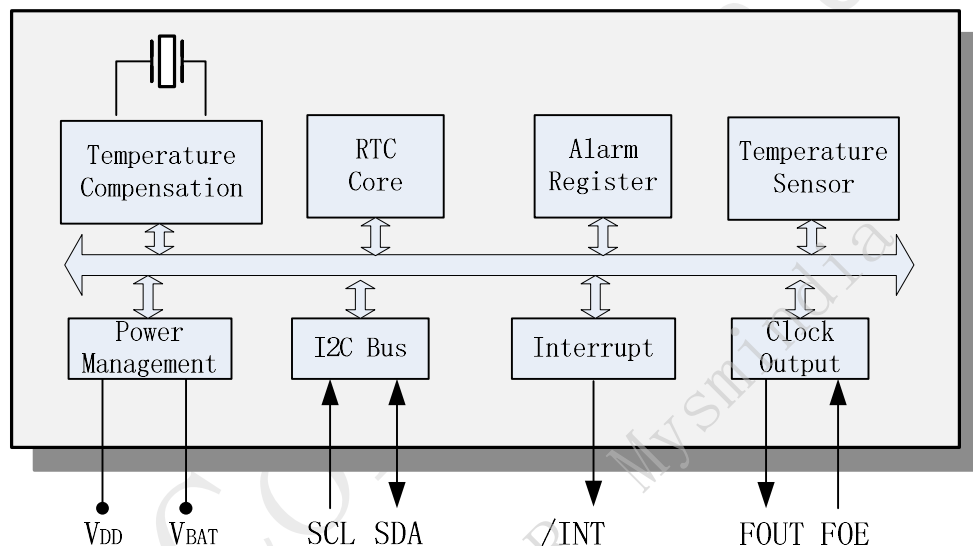 Temperature
Compensation
RTC
Core
Alarm
Register
Temperature
Sensor
Power
Management
I2C Bus
Interrupt
Clock
Output
VDD VBAT SCL SDA /INT FOUT FOE
Mysmindia